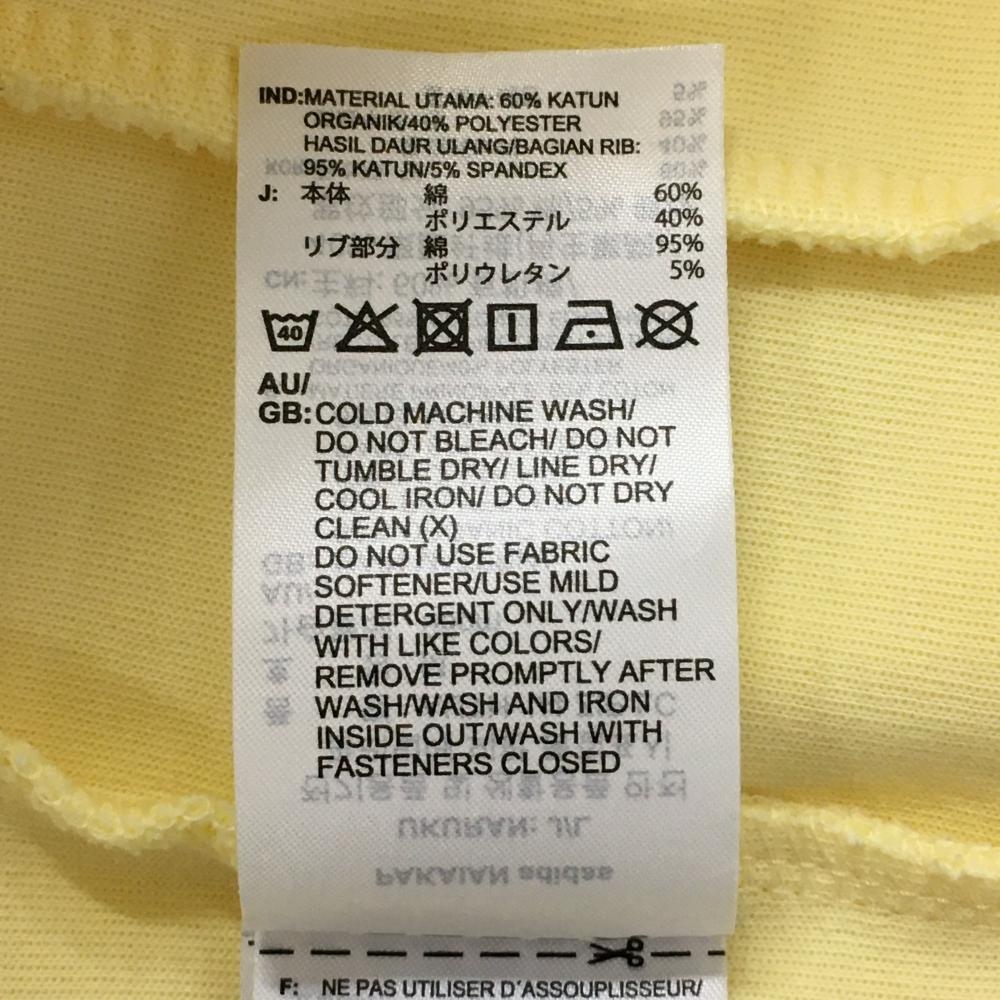 IND:MATERIAL UTAMA: 60% KATUN
ORGANIK/40% POLYESTER
HASIL DAUR ULANG/BAGIAN RIB:
95% KATUN/5% SPANDEX
J: 本体 綿 60%
ポリエステル 40%
リブ部分 綿 95%
ポリウレタン 5%
40
AU/
GB:COLD MACHINE WASH/
DO NOT BLEACH/ DO NOT
TUMBLE DRY/ LINE DRY/
COOL IRON/ DO NOT DRY
CLEAN (X)
DO NOT USE FABRIC
SOFTENER/USE MILD
DETERGENT ONLY/WASH
WITH LIKE COLORS/
REMOVE PROMPTLY AFTER
WASH/WASH AND IRON
INSIDE OUT/WASH WITH
FASTENERS CLOSED
UKURAN: J/L
PAKAIAN adidas
F: NE PAS UTILISER D'ASSOUPLISSEUR/